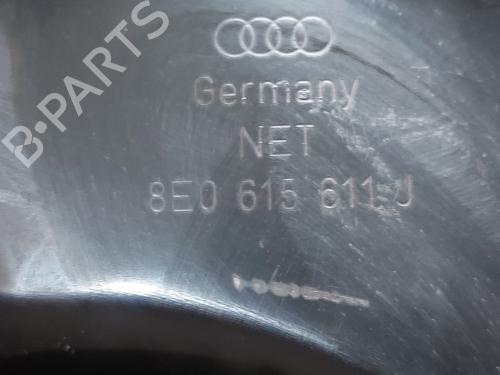 B-PARTS
Germany
NET
8E0 615 611 J